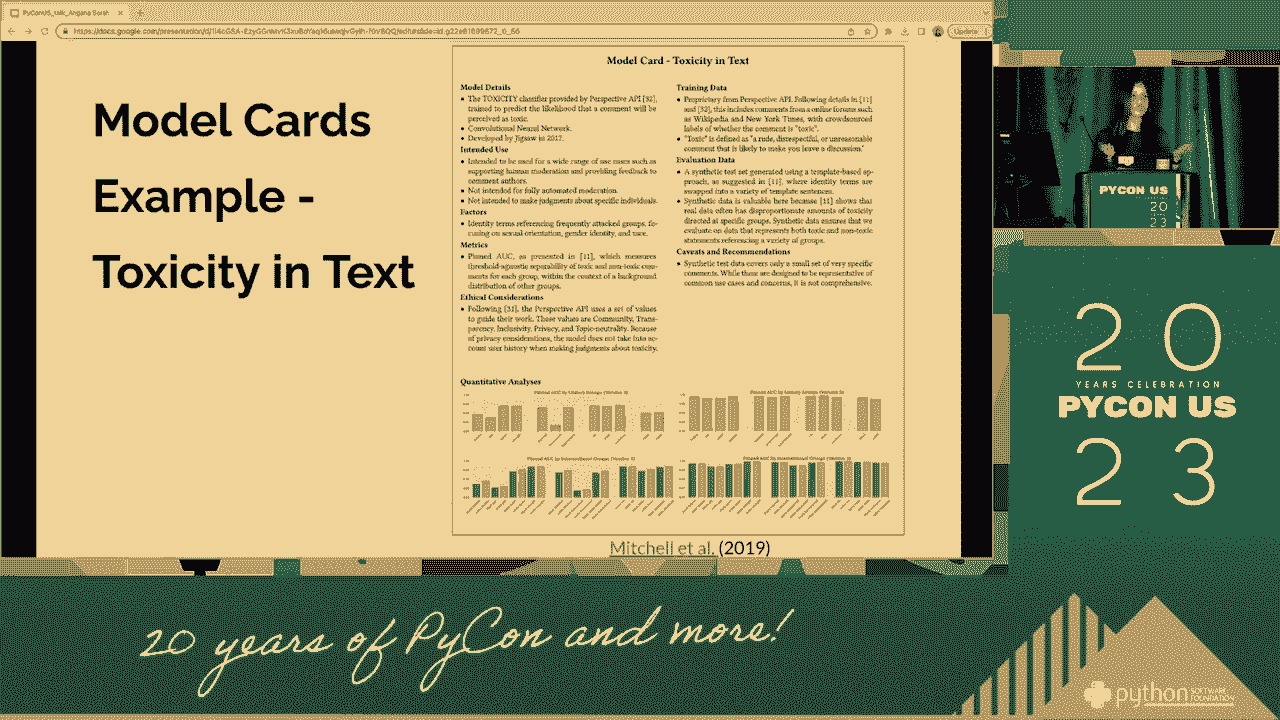 Model Cards
Example -
Toxicity in Text
Model Card - Toxicity in Text
Model Details
• The TOXICITY classifier provided by Perspective API [32],
trained to predict the likelihood that a comment will be
perceived as toxic.
• Convolutional Neural Network.
• Developed by Jigsaw in 2017.
Intended Use
• Intended to be used for a wide range of use cases such as
supporting human moderation and providing feedback to
comment authors.
• Not intended for fully automated moderation.
• Not intended to make judgments about specific individuals.
Factors
• Identity terms referencing frequently attacked groups, fo-
cusing on sexual orientation, gender identity, and race.
Metrics
• Pinned AUC, as presented in [11], which measures
threshold-agnostic separability of toxic and non-toxic com-
ments for each group, within the context of a background
distribution of other groups.
Ethical Considerations
• Following [31], the Perspective API uses a set of values
to guide their work. These values are Community, Trans-
parency, Inclusivity, Privacy, and Topic-neutrality. Because
of privacy considerations, the model does not take into ac-
count user history when making judgments about toxicity.
Training Data
• Proprietary from Perspective API. Following details in [11]
and [32], this includes comments from a online forums such
as Wikipedia and New York Times, with crowdsourced
labels of whether the comment is "toxic".
• "Toxic" is defined as "a rude, disrespectful, or unreasonable
comment that is likely to make you leave a discussion."
Evaluation Data
• A synthetic test set generated using a template-based ap-
proach, as suggested in [11], where identity terms are
swapped into a variety of template sentences.
• Synthetic data is valuable here because [11] shows that
real data often has disproportionate amounts of toxicity
directed at specific groups. Synthetic data ensures that we
evaluate on data that represents both toxic and non-toxic
statements referencing a variety of groups.
Caveats and Recommendations
• Synthetic test data covers only a small set of very specific
comments. While these are designed to be representative of
common use cases and concerns, it is not comprehensive.
Quantitative Analyses
Mitchell et al. (2019)
Update
PYCON US
20
23
20
YEARS CELEBRATION
PYCON US
23
20 years of PyCon and more!
python
SOFTWARE
FOUNDATION